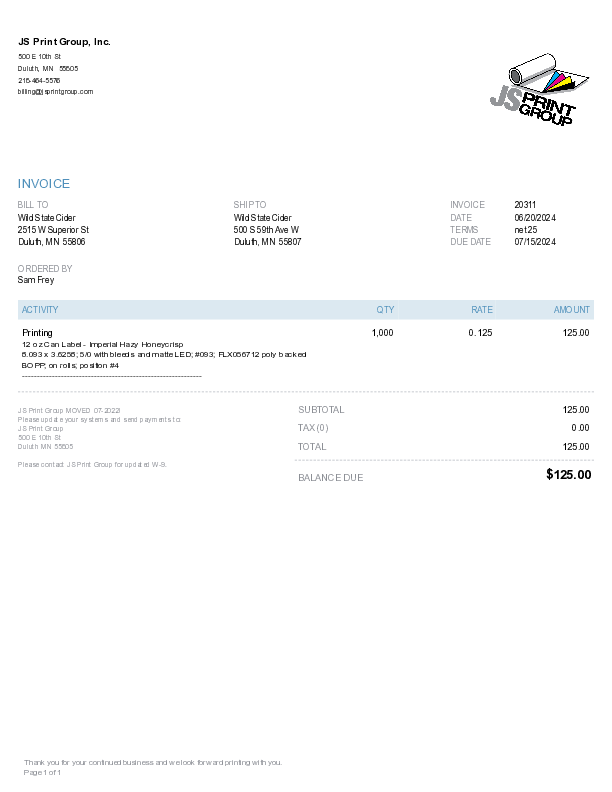 JS Print Group, Inc.
500 E 10th St
Duluth, MN 55805
218-464-5576
billing@jsprintgroup.com
JS PRINT GROUP
INVOICE
BILL TO
Wild State Cider
2515 W Superior St
Duluth, MN 55806
SHIP TO
Wild State Cider
500 S 59th Ave W
Duluth, MN 55807
INVOICE 20311
DATE 06/20/2024
TERMS net 25
DUE DATE 07/15/2024
ORDERED BY
Sam Frey
ACTIVITY QTY RATE AMOUNT
Printing 1,000 0.125 125.00
12 oz Can Label - Imperial Hazy Honeycrisp
6.093 x 3.6256; 5/0 with bleeds and matte LED; #093; FLX056712 poly backed
BOPP; on rolls; position #4
------------------------------------------------------------
JS Print Group MOVED 07-2022!
Please update your systems and send payments to:
JS Print Group
500 E 10th St
Duluth MN 55805
Please contact JS Print Group for updated W-9.
SUBTOTAL 125.00
TAX (0) 0.00
TOTAL 125.00
BALANCE DUE $125.00
Thank you for your continued business and we look forward printing with you.
Page 1 of 1